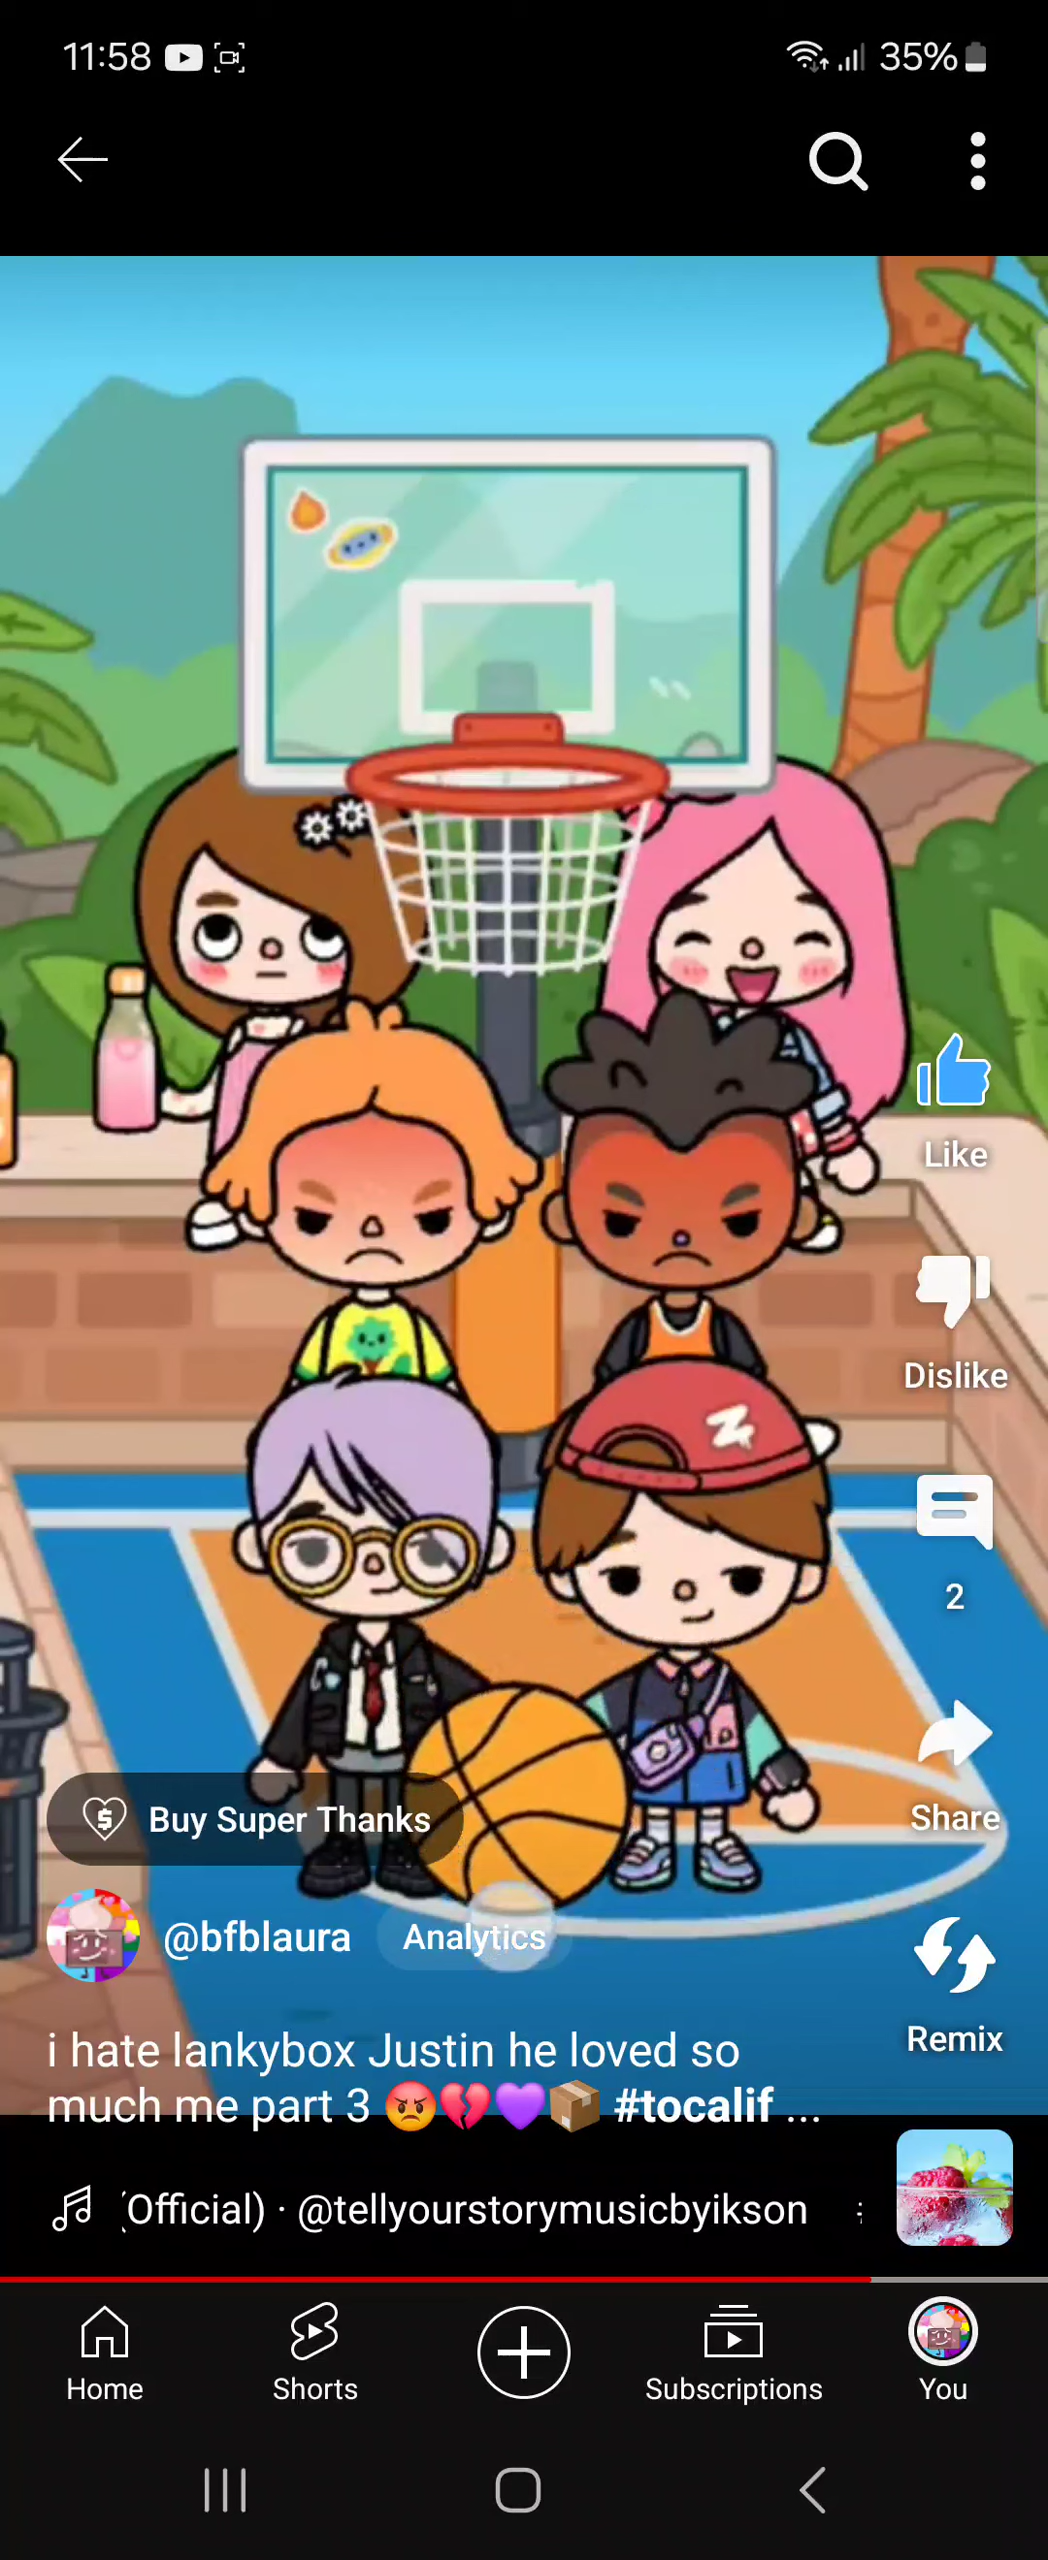 11:58
35%
Like
Dislike
2
Share
Remix
Buy Super Thanks
@bfblaura
Analytics
i hate lankybox Justin he loved so
much me part 3 😡💔💜📦 #tocalif ...
(Official) · @tellyourstorymusicbyikson
Home
Shorts
Subscriptions
You